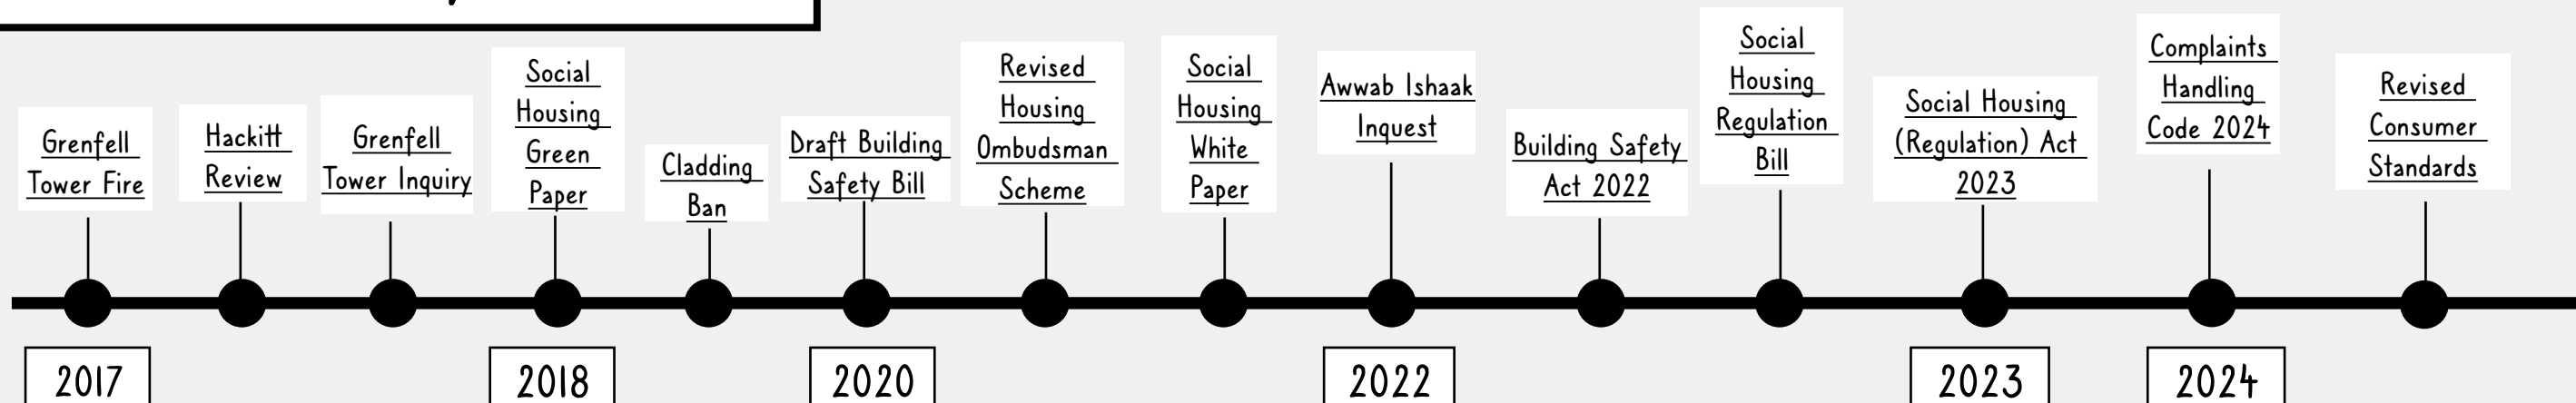 Grenfell
Tower Fire
Hackitt
Review
Grenfell
Tower Inquiry
Social
Housing
Green
Paper
Cladding
Ban
Draft Building
Safety Bill
Revised
Housing
Ombudsman
Scheme
Social
Housing
White
Paper
Awwab Ishaak
Inquest
Building Safety
Act 2022
Social
Housing
Regulation
Bill
Social Housing
(Regulation) Act
2023
Complaints
Handling
Code 2024
Revised
Consumer
Standards
2017
2018
2020
2022
2023
2024